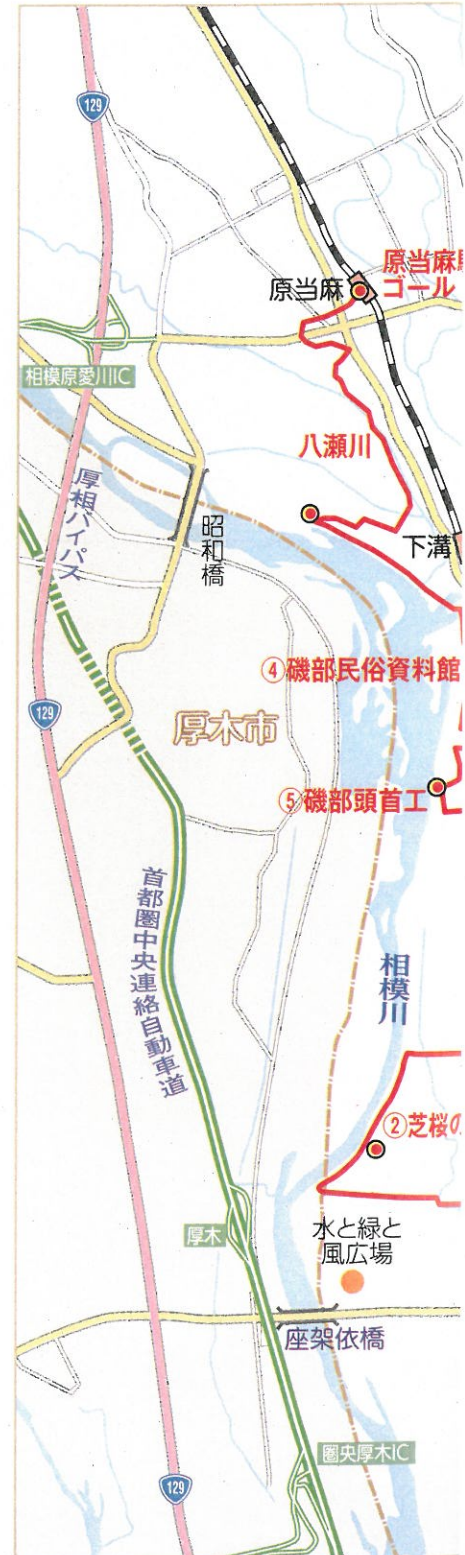 129
原当麻
原当麻
ゴール
相模原愛川IC
八瀬川
厚相バイパス
昭和橋
下溝
④磯部民俗資料館
129
厚木市
⑤磯部頭首工
首都圏中央連絡自動車道
相模川
②芝桜の
厚木
水と緑と
風広場
座架依橋
圏央厚木IC
129